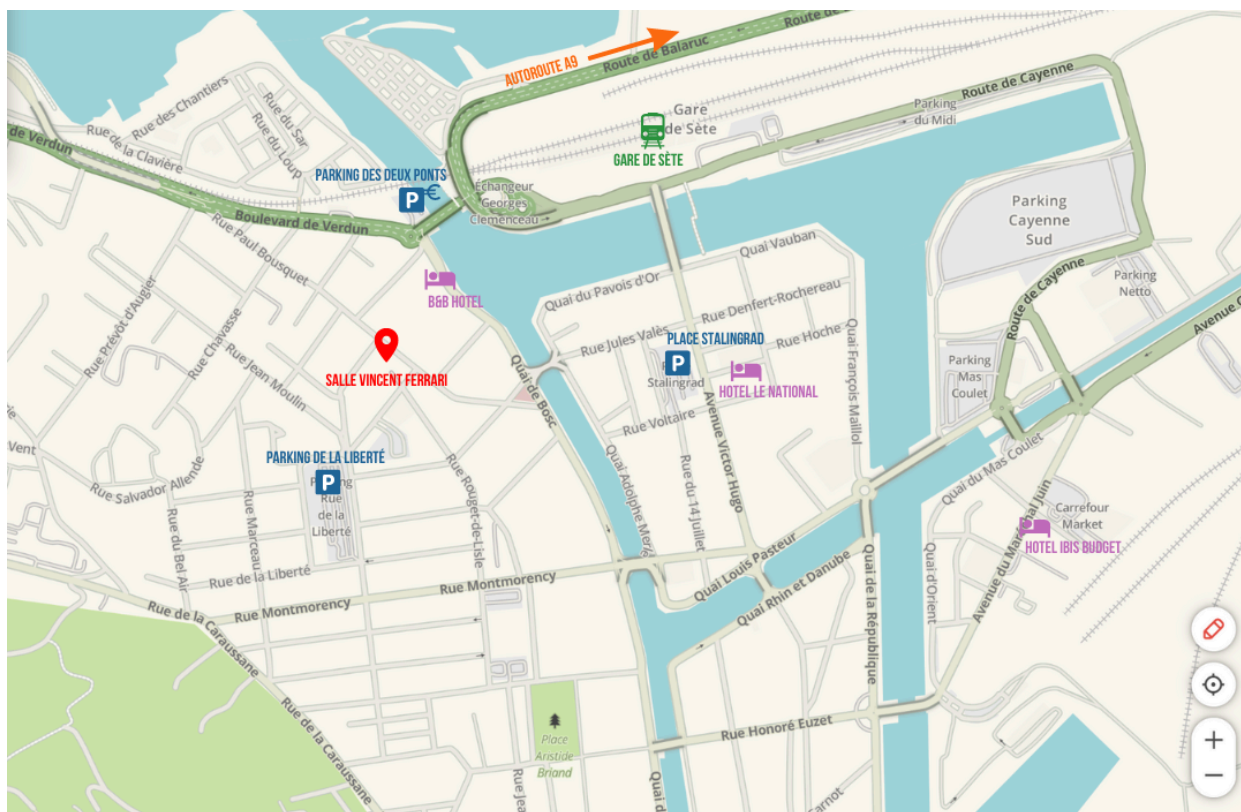 AUTOROUTE A9
Route de Balaruc
Route de
Route de Cayenne
Rue des Chantiers
Rue du Sar
Rue du Loup
Rue de la Clavière
de Verdun
Gare
de Sète
GARE DE SÈTE
Parking
du Midi
PARKING DES DEUX PONTS
P €
Échangeur
Georges
Clemenceau
Boulevard de Verdun
Rue Paul Bousquet
Parking
Cayenne
Sud
Quai Vauban
Quai du Pavois d'Or
B&B HOTEL
Rue Prévôt d'Augier
Rue Chavasse
Rue Denfert-Rochereau
Route de Cayenne
Parking
Netto
Avenue
Rue Jean Moulin
SALLE VINCENT FERRARI
Rue Jules Valès
PLACE STALINGRAD
P
Stalingrad
Rue Hoche
HOTEL LE NATIONAL
Quai François Maillol
Parking
Mas
Coulet
Quai de Bosc
Rue Voltaire
Avenue Victor Hugo
Vent
PARKING DE LA LIBERTÉ
P
Rue
de la
Liberté
Rue Salvador Allende
Rue Rouget-de-Lisle
Quai Adolphe Merle
Rue du 14 Juillet
Quai du Mas Coulet
Carrefour
Market
HOTEL IBIS BUDGET
Avenue du Maréchal Juin
Rue du Bel Air
Rue Marceau
Rue de la Liberté
Rue Montmorency
Rue Montmorency
Quai Louis Pasteur
Quai Rhin et Danube
Quai de la République
Quai d'Orient
Rue de la Caraussane
Rue de la Caraussane
Place
Aristide
Briand
Rue Honoré Euzet
Rue Jea
Quai d
Carnot
+
−